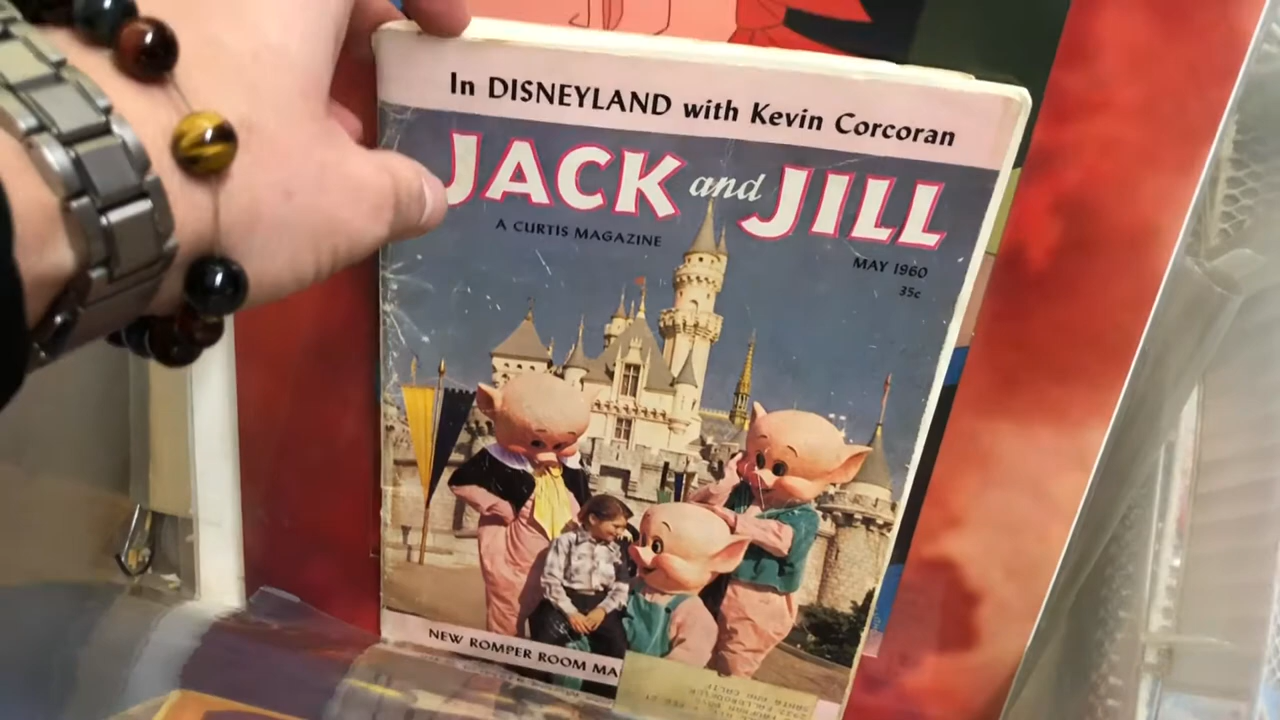 In DISNEYLAND with Kevin Corcoran
JACK and JILL
A CURTIS MAGAZINE
MAY 1960
35c
NEW ROMPER ROOM MA